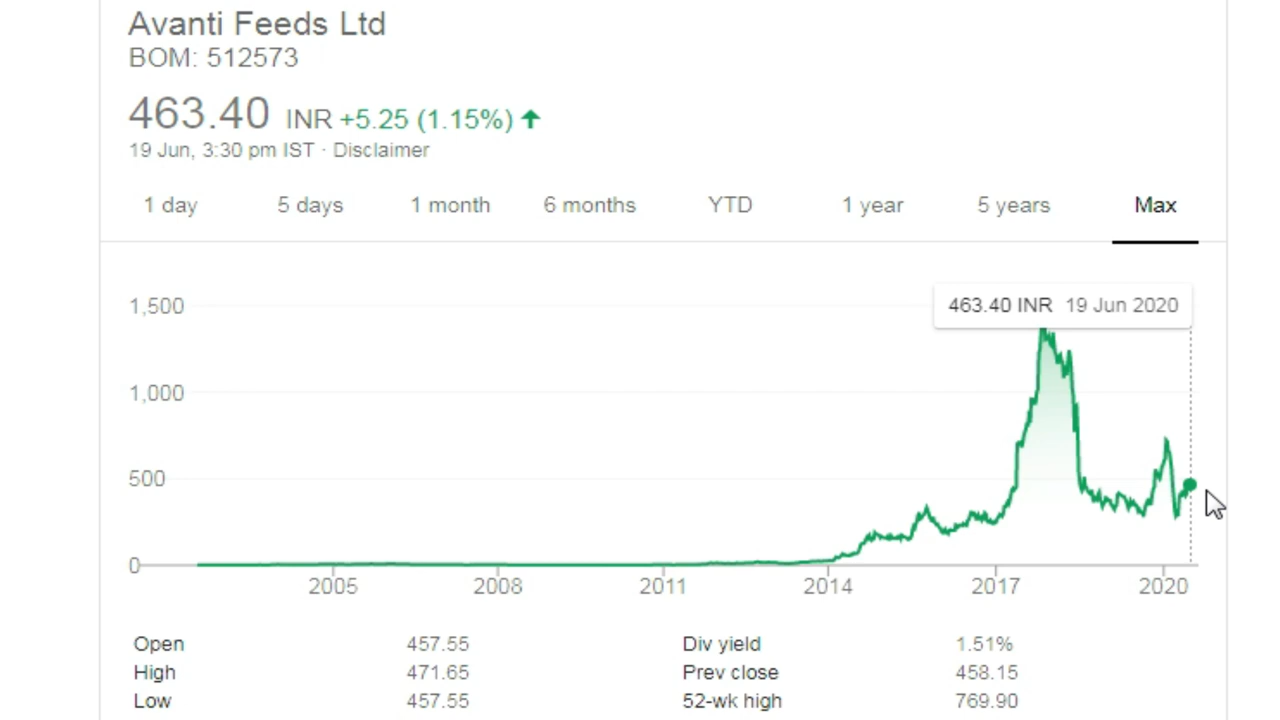 Avanti Feeds Ltd
BOM: 512573
463.40 INR +5.25 (1.15%)
19 Jun, 3:30 pm IST · Disclaimer
1 day 5 days 1 month 6 months YTD 1 year 5 years Max
463.40 INR 19 Jun 2020
1,500
1,000
500
0
2005 2008 2011 2014 2017 2020
Open 457.55 Div yield 1.51%
High 471.65 Prev close 458.15
Low 457.55 52-wk high 769.90